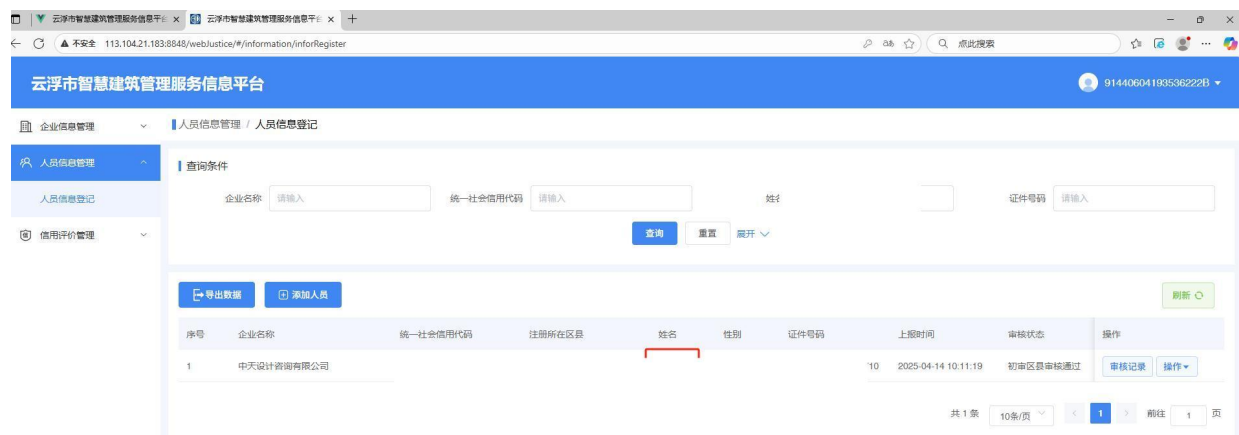 云浮市智慧建筑管理服务信息平台 云浮市智慧建筑管理服务信息平台
不安全 113.104.21.183:8848/webJustice/#/information/inforRegister 点此搜索
云浮市智慧建筑管理服务信息平台 91440604193536222B
企业信息管理 人员信息管理 / 人员信息登记
人员信息管理 查询条件
人员信息登记 企业名称 请输入 统一社会信用代码 请输入 证件号码 请输入
信用评价管理 查询 重置 展开
导出数据 添加人员 刷新
序号 企业名称 统一社会信用代码 注册所在区县 姓名 性别 证件号码 上报时间 审核状态 操作
1 中天设计咨询有限公司 10 2025-04-14 10:11:19 初审区县审核通过 审核记录 操作
共1条 10条/页 1 前往 1 页